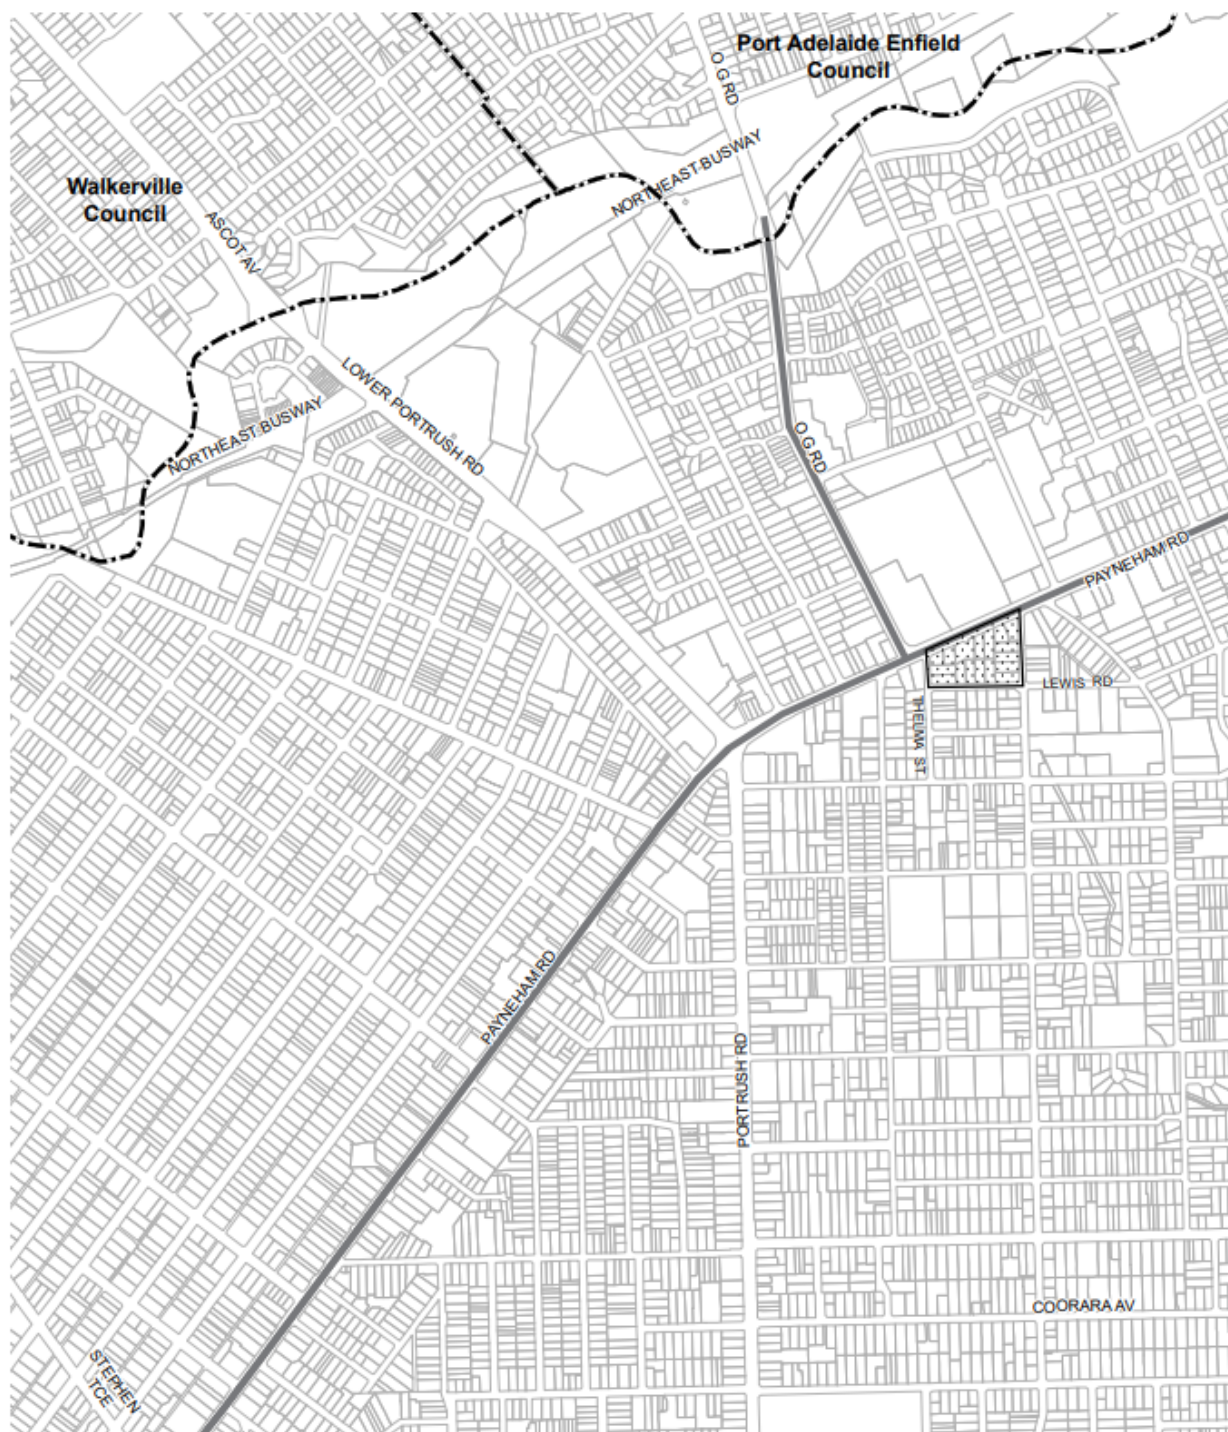 Port Adelaide Enfield
Council
O G RD
NORTHEAST BUSWAY
Walkerville
Council
ASCOT AV
LOWER PORTRUSH RD
NORTHEAST BUSWAY
O G RD
PAYNEHAM RD
LEWIS RD
THELMA ST
PAYNEHAM RD
PORTRUSH RD
COORARA AV
STEPHEN
TCE